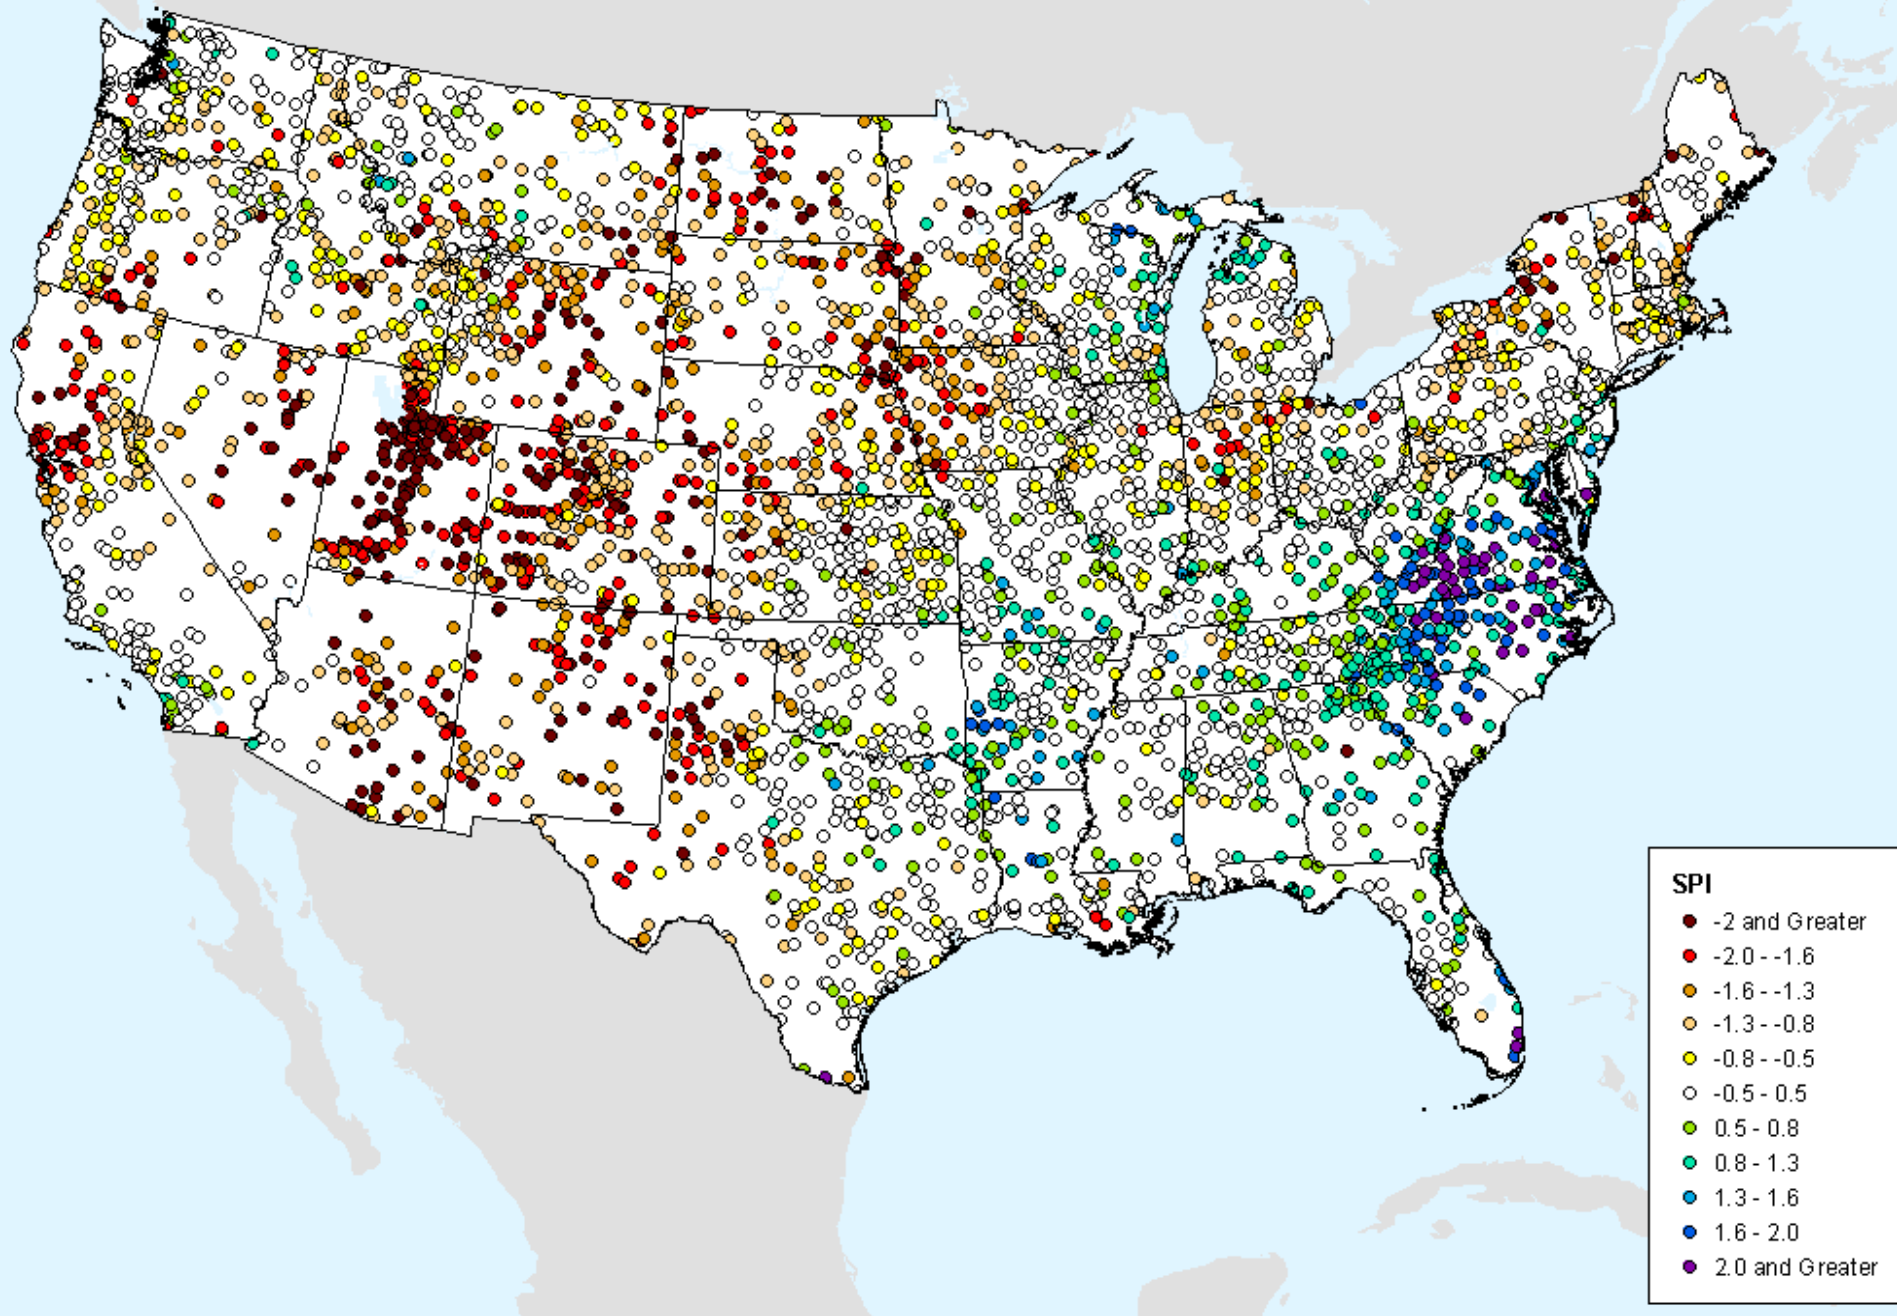 SPI
-2 and Greater
-2.0 - -1.6
-1.6 - -1.3
-1.3 - -0.8
-0.8 - -0.5
-0.5 - 0.5
0.5 - 0.8
0.8 - 1.3
1.3 - 1.6
1.6 - 2.0
2.0 and Greater